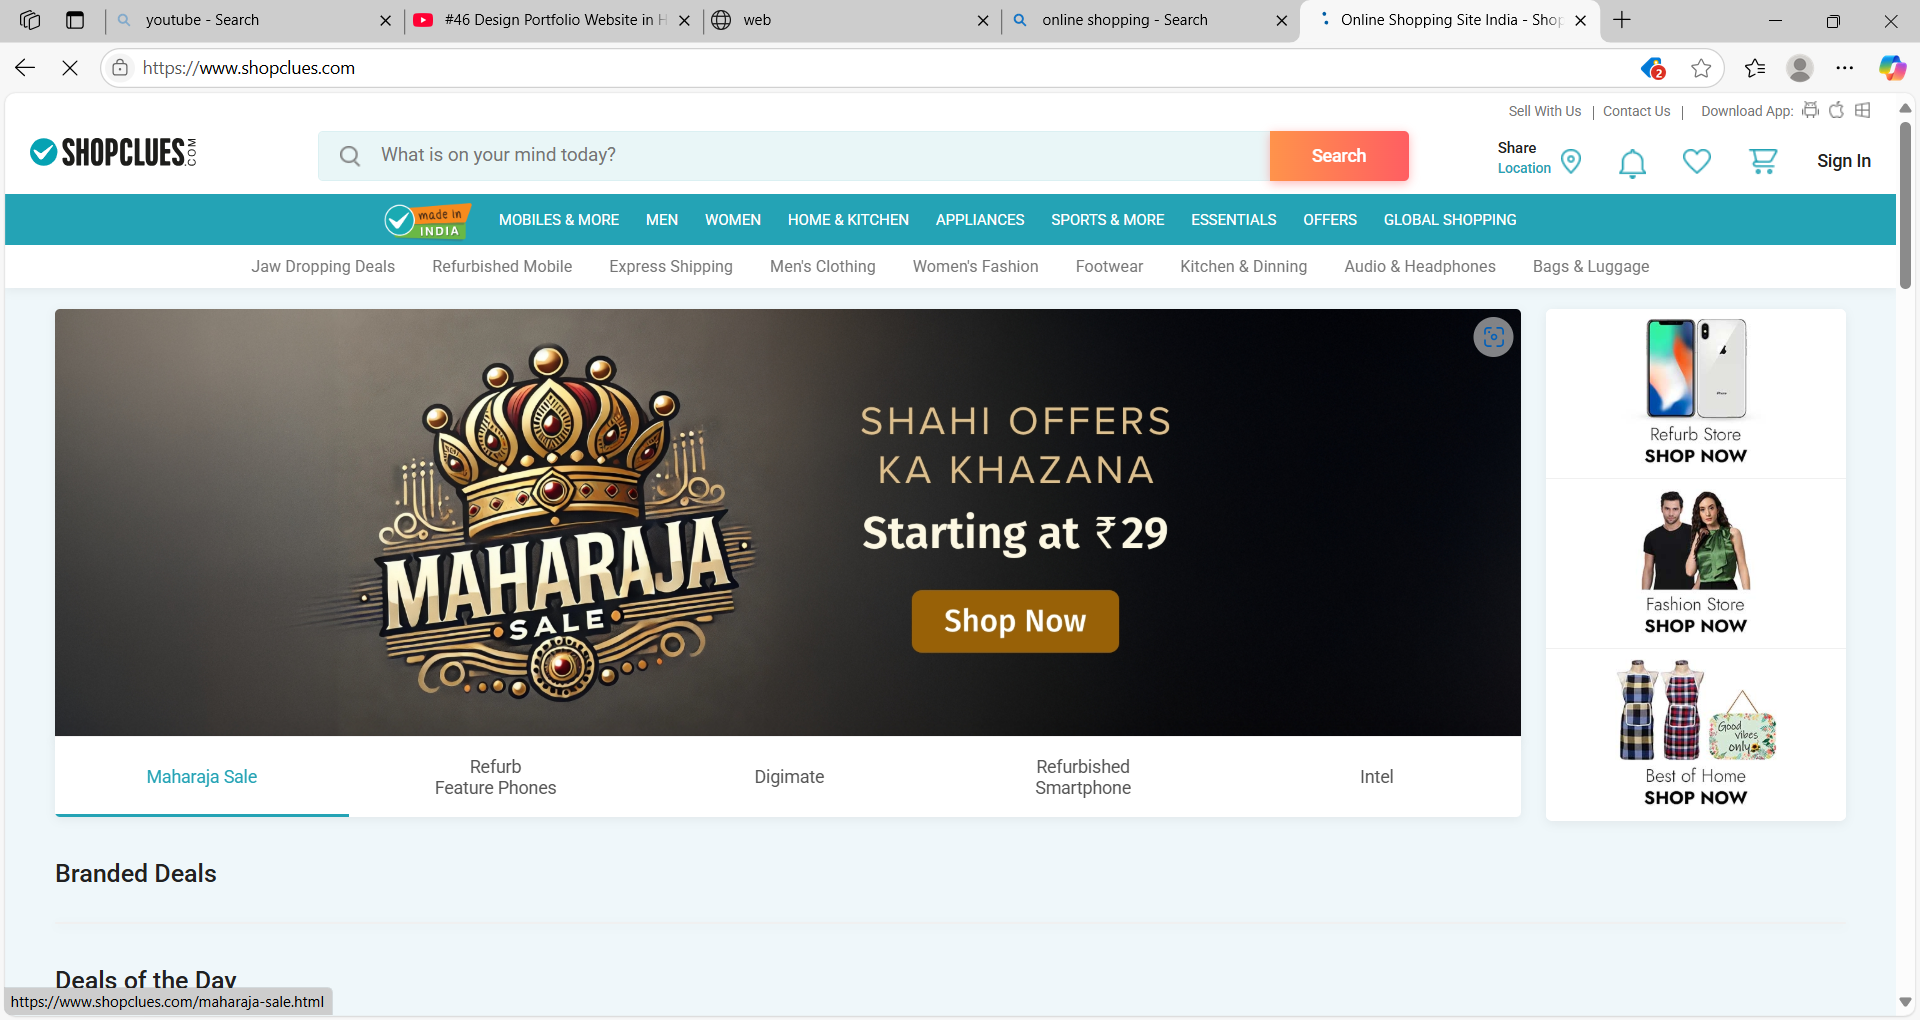 youtube - Search
#46 Design Portfolio Website in H
web
online shopping - Search
Online Shopping Site India - Shop
https://www.shopclues.com
2
Sell With Us | Contact Us | Download App:
SHOPCLUES.COM
What is on your mind today?
Search
Share
Location
Sign In
made in
INDIA
MOBILES & MORE MEN WOMEN HOME & KITCHEN APPLIANCES SPORTS & MORE ESSENTIALS OFFERS GLOBAL SHOPPING
Jaw Dropping Deals Refurbished Mobile Express Shipping Men's Clothing Women's Fashion Footwear Kitchen & Dinning Audio & Headphones Bags & Luggage
MAHARAJA
SALE
SHAHI OFFERS
KA KHAZANA
Starting at ₹29
Shop Now
iPhone
Refurb Store
SHOP NOW
Fashion Store
SHOP NOW
Good
vibes
only
Best of Home
SHOP NOW
Maharaja Sale
Refurb
Feature Phones
Digimate
Refurbished
Smartphone
Intel
Branded Deals
Deals of the Day
https://www.shopclues.com/maharaja-sale.html